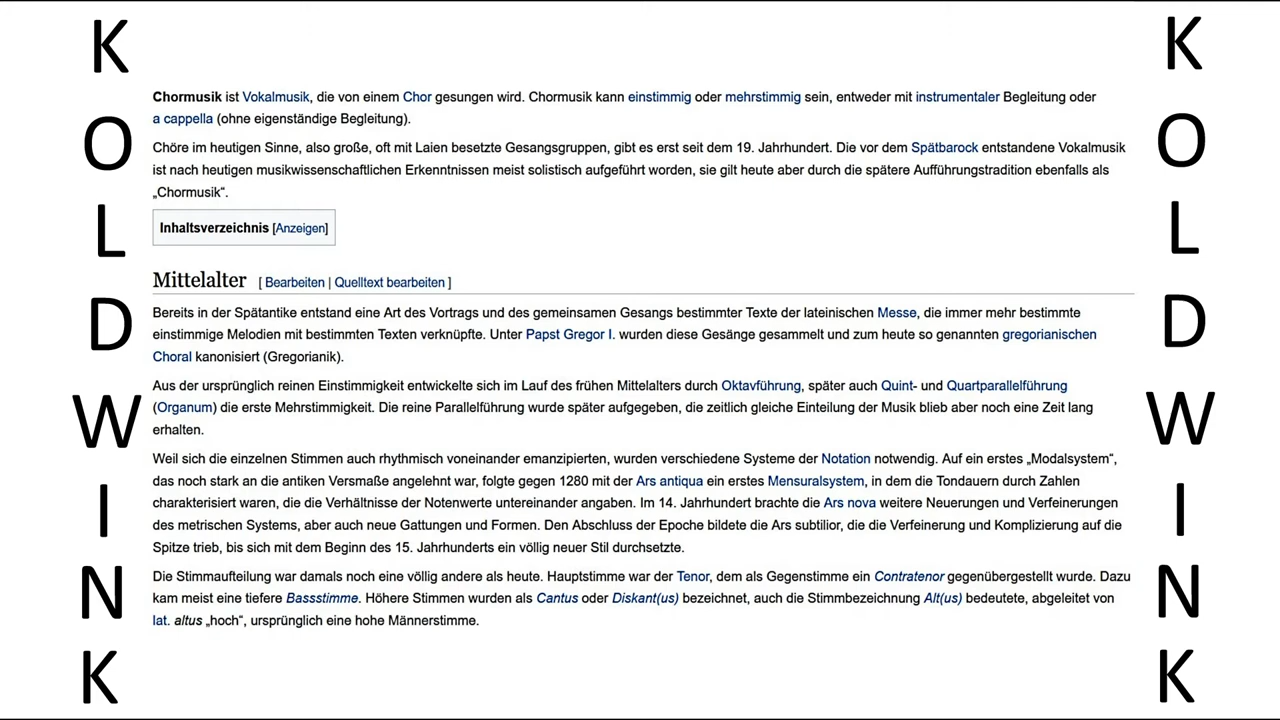 K
O
L
D
W
I
N
K
Chormusik ist Vokalmusik, die von einem Chor gesungen wird. Chormusik kann einstimmig oder mehrstimmig sein, entweder mit instrumentaler Begleitung oder
a cappella (ohne eigenständige Begleitung).
Chöre im heutigen Sinne, also große, oft mit Laien besetzte Gesangsgruppen, gibt es erst seit dem 19. Jahrhundert. Die vor dem Spätbarock entstandene Vokalmusik
ist nach heutigen musikwissenschaftlichen Erkenntnissen meist solistisch aufgeführt worden, sie gilt heute aber durch die spätere Aufführungstradition ebenfalls als
„Chormusik“.
Inhaltsverzeichnis [Anzeigen]
Mittelalter [ Bearbeiten | Quelltext bearbeiten ]
Bereits in der Spätantike entstand eine Art des Vortrags und des gemeinsamen Gesangs bestimmter Texte der lateinischen Messe, die immer mehr bestimmte
einstimmige Melodien mit bestimmten Texten verknüpfte. Unter Papst Gregor I. wurden diese Gesänge gesammelt und zum heute so genannten gregorianischen
Choral kanonisiert (Gregorianik).
Aus der ursprünglich reinen Einstimmigkeit entwickelte sich im Lauf des frühen Mittelalters durch Oktavführung, später auch Quint- und Quartparallelführung
(Organum) die erste Mehrstimmigkeit. Die reine Parallelführung wurde später aufgegeben, die zeitlich gleiche Einteilung der Musik blieb aber noch eine Zeit lang
erhalten.
Weil sich die einzelnen Stimmen auch rhythmisch voneinander emanzipierten, wurden verschiedene Systeme der Notation notwendig. Auf ein erstes „Modalsystem“,
das noch stark an die antiken Versmaße angelehnt war, folgte gegen 1280 mit der Ars antiqua ein erstes Mensuralsystem, in dem die Tondauern durch Zahlen
charakterisiert waren, die die Verhältnisse der Notenwerte untereinander angaben. Im 14. Jahrhundert brachte die Ars nova weitere Neuerungen und Verfeinerungen
des metrischen Systems, aber auch neue Gattungen und Formen. Den Abschluss der Epoche bildete die Ars subtilior, die die Verfeinerung und Komplizierung auf die
Spitze trieb, bis sich mit dem Beginn des 15. Jahrhunderts ein völlig neuer Stil durchsetzte.
Die Stimmaufteilung war damals noch eine völlig andere als heute. Hauptstimme war der Tenor, dem als Gegenstimme ein Contratenor gegenübergestellt wurde. Dazu
kam meist eine tiefere Bassstimme. Höhere Stimmen wurden als Cantus oder Diskant(us) bezeichnet, auch die Stimmbezeichnung Alt(us) bedeutete, abgeleitet von
lat. altus „hoch“, ursprünglich eine hohe Männerstimme.
K
O
L
D
W
I
N
K